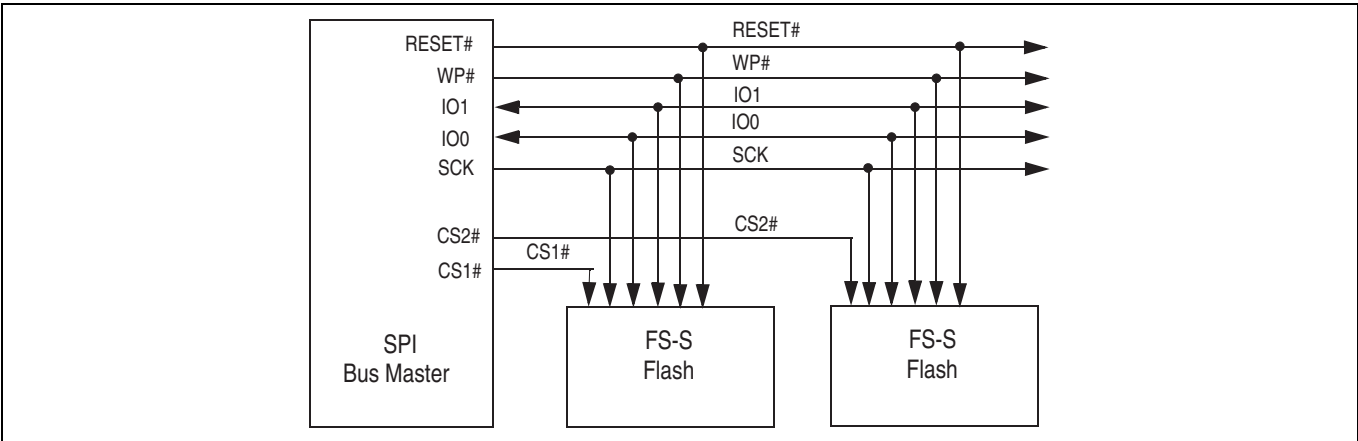 RESET#
RESET#
WP#
WP#
IO1
IO1
IO0
IO0
SCK
SCK
CS2#
CS2#
CS1#
CS1#
SPI
Bus Master
FS-S
Flash
FS-S
Flash